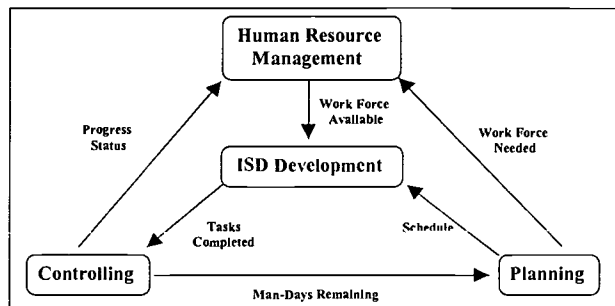 Human Resource
Management
Work Force
Available
Progress
Status
Work Force
Needed
ISD Development
Tasks
Completed
Schedule
Controlling
Planning
Man-Days Remaining